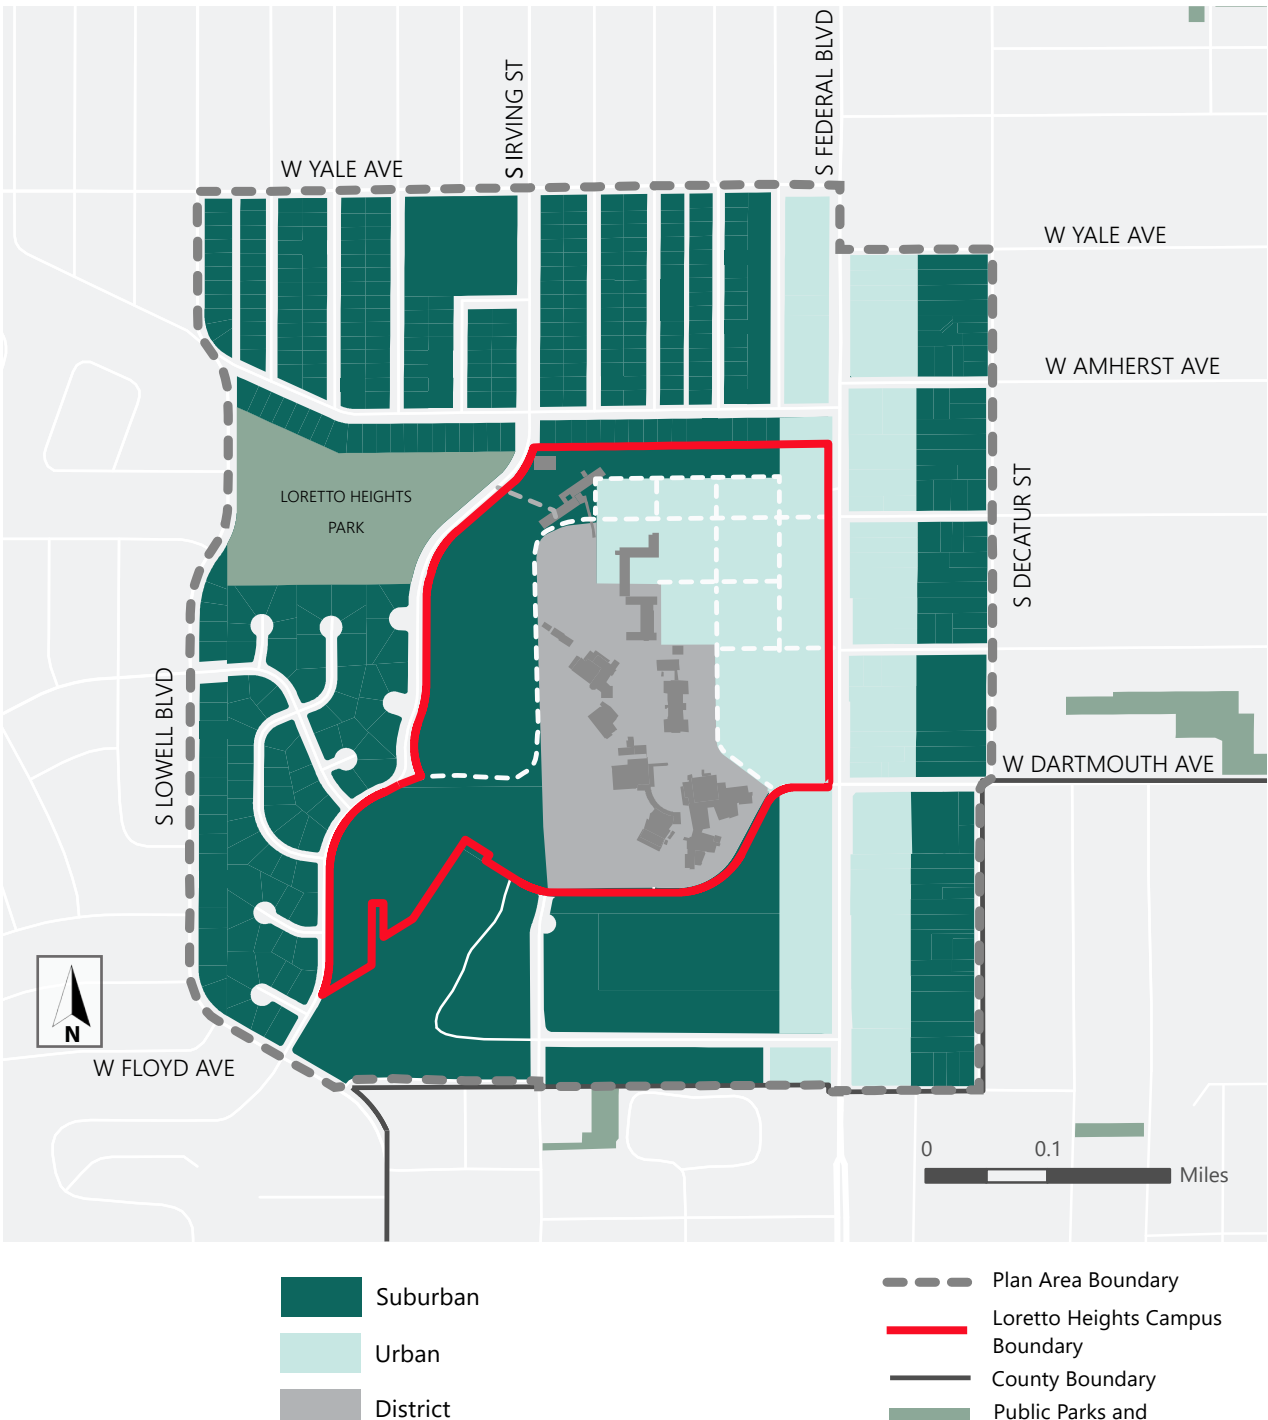 S FEDERAL BLVD
S IRVING ST
W YALE AVE
W YALE AVE
W AMHERST AVE
LORETTO HEIGHTS
PARK
S DECATUR ST
S LOWELL BLVD
W DARTMOUTH AVE
N
W FLOYD AVE
0 0.1
Miles
Suburban
Urban
District
Plan Area Boundary
Loretto Heights Campus
Boundary
County Boundary
Public Parks and